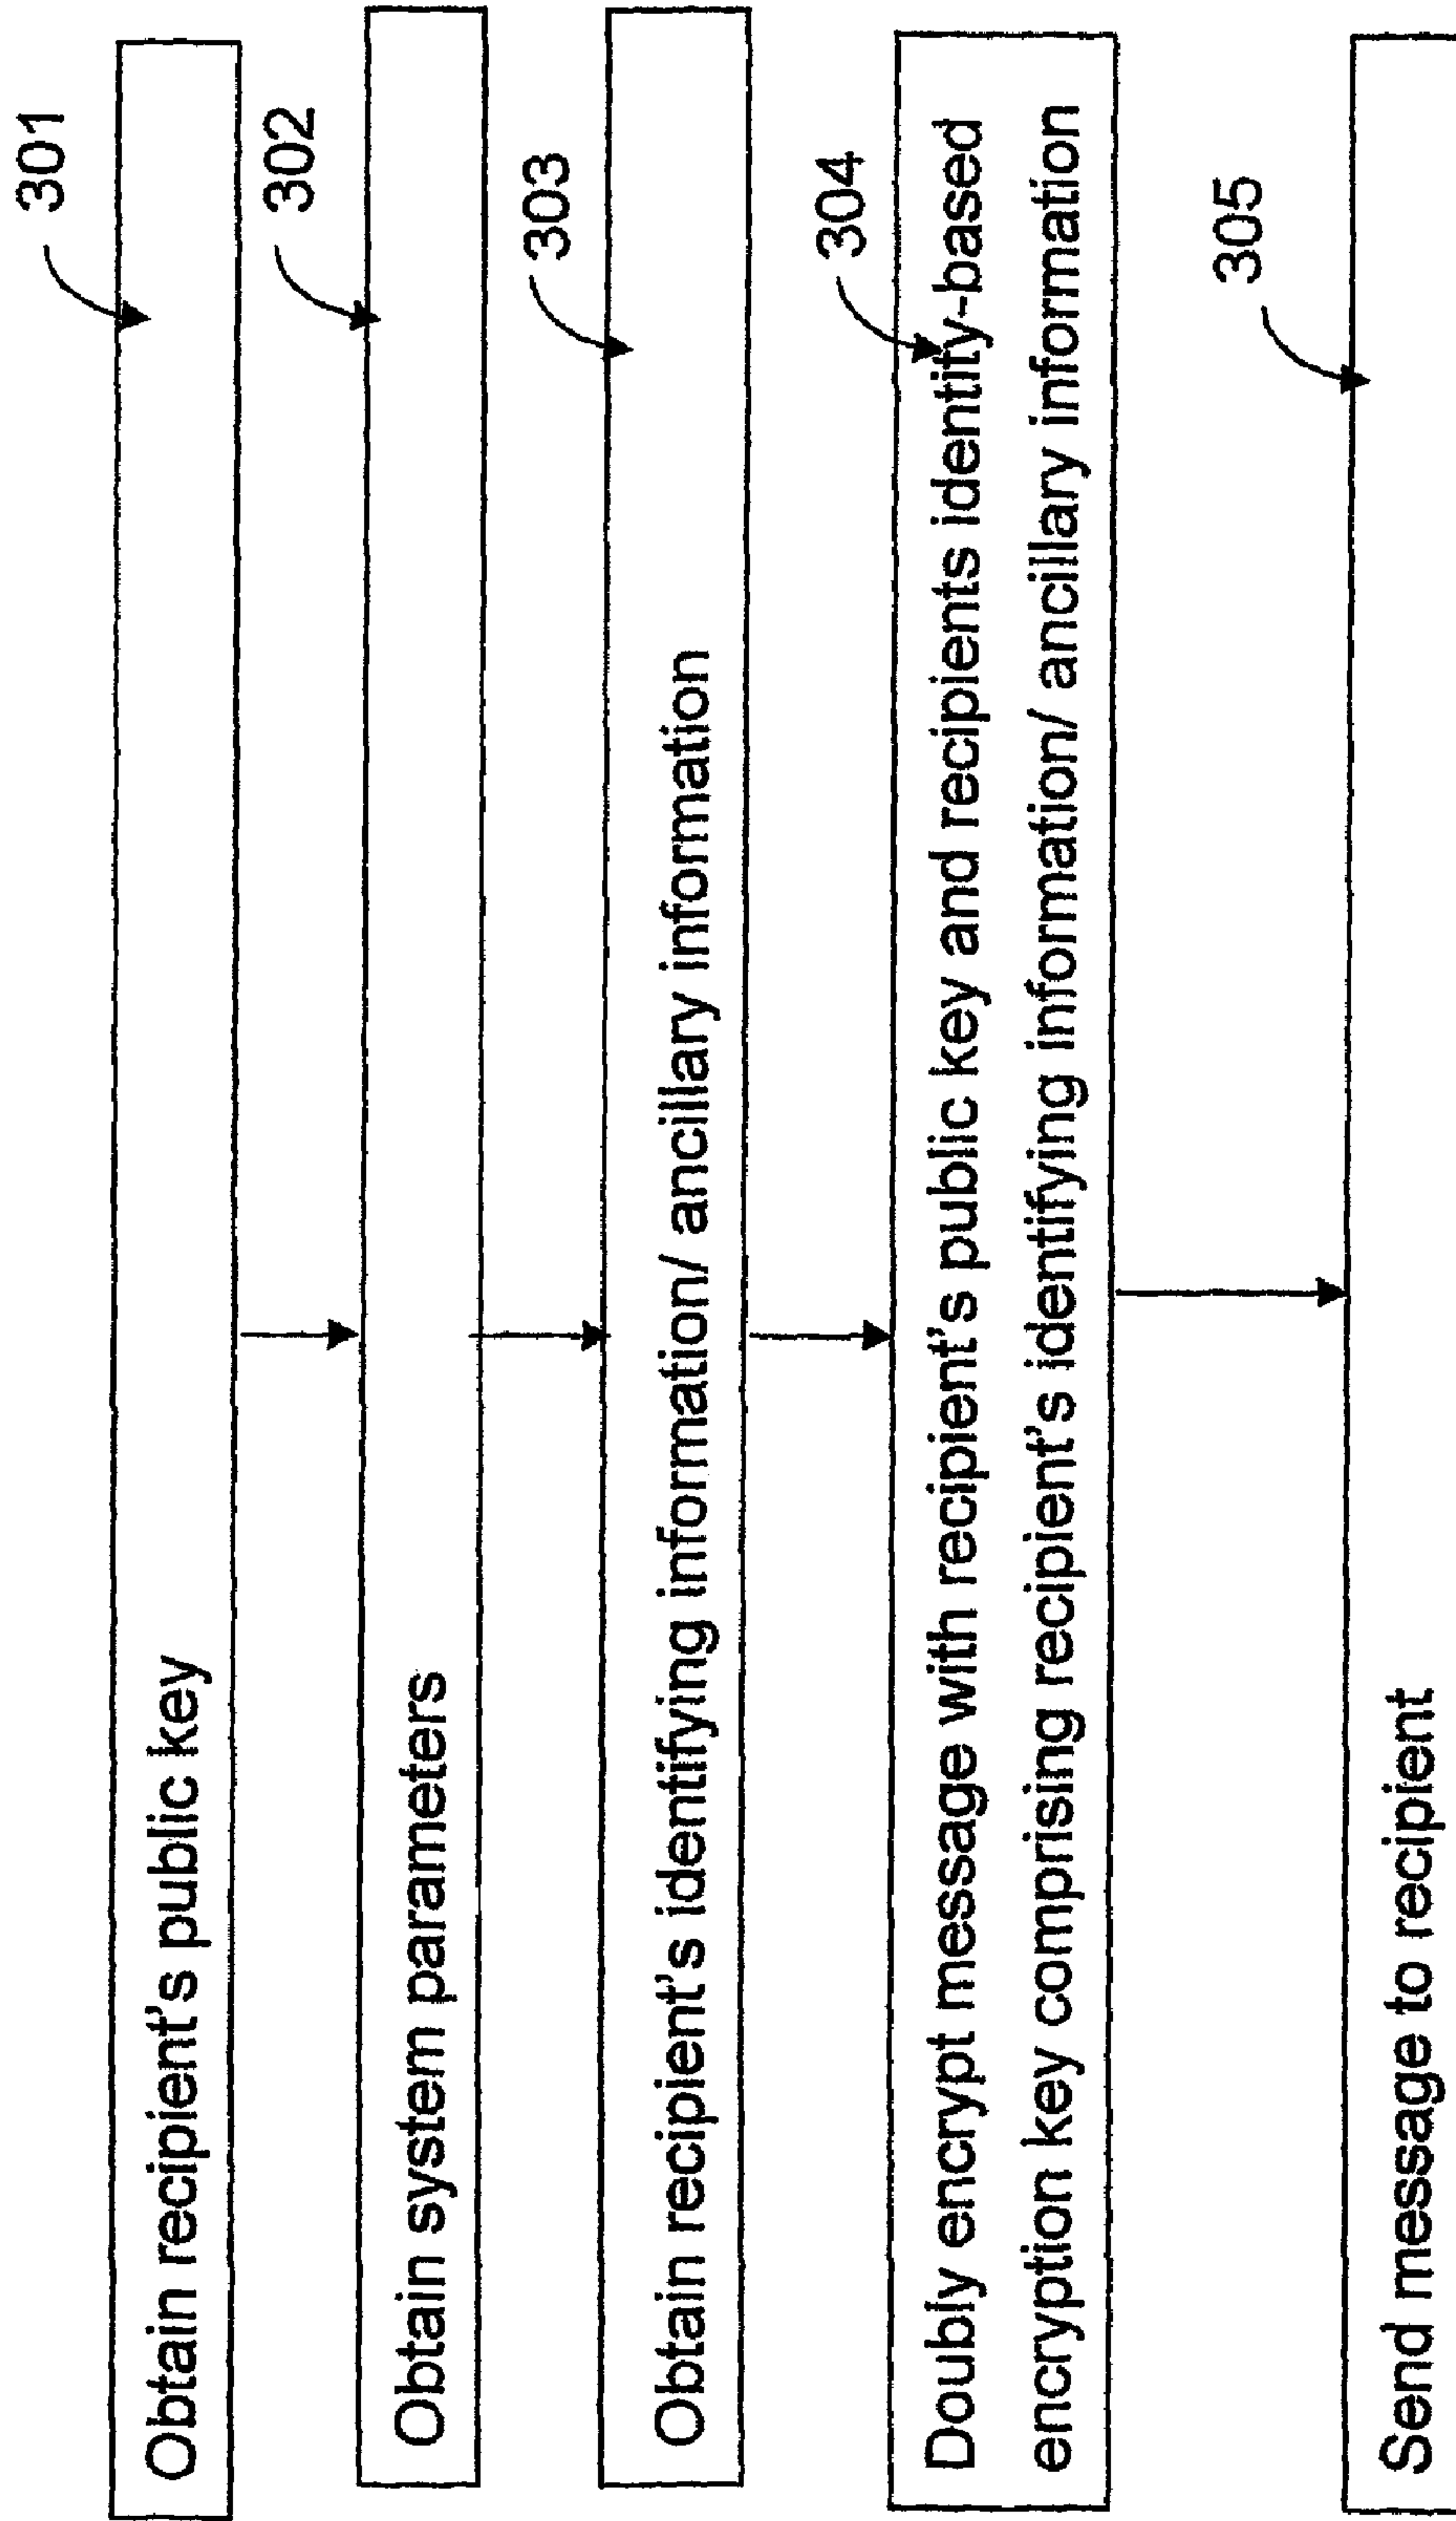 301
Obtain recipient's public key
302
Obtain system parameters
303
Obtain recipient's identifying information/ ancillary information
304
Doubly encrypt message with recipient's public key and recipients identity-based
encryption key comprising recipient's identifying information/ ancillary information
305
Send message to recipient